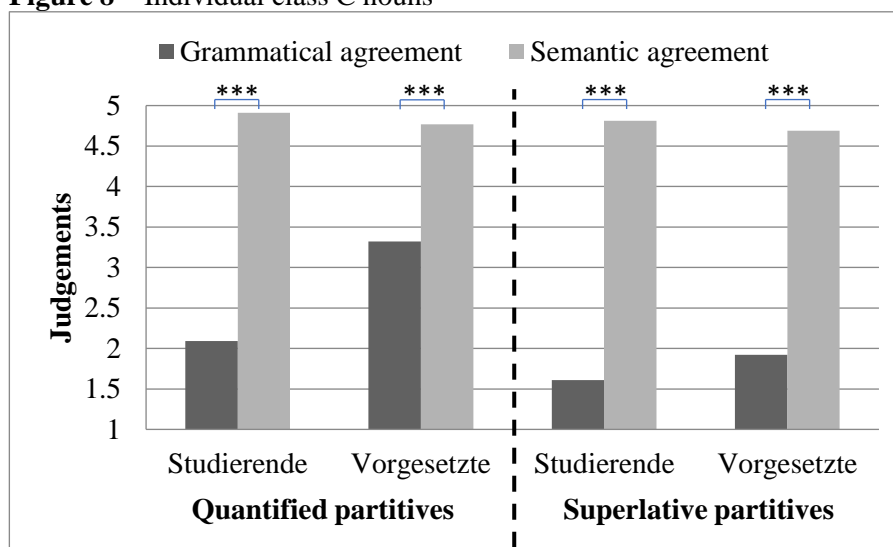 Figure 8 Individual class C nouns
Grammatical agreement Semantic agreement
*** *** *** ***
5
4.5
4
3.5
3
2.5
2
1.5
1
Judgements
Studierende Vorgesetzte Studierende Vorgesetzte
Quantified partitives Superlative partitives